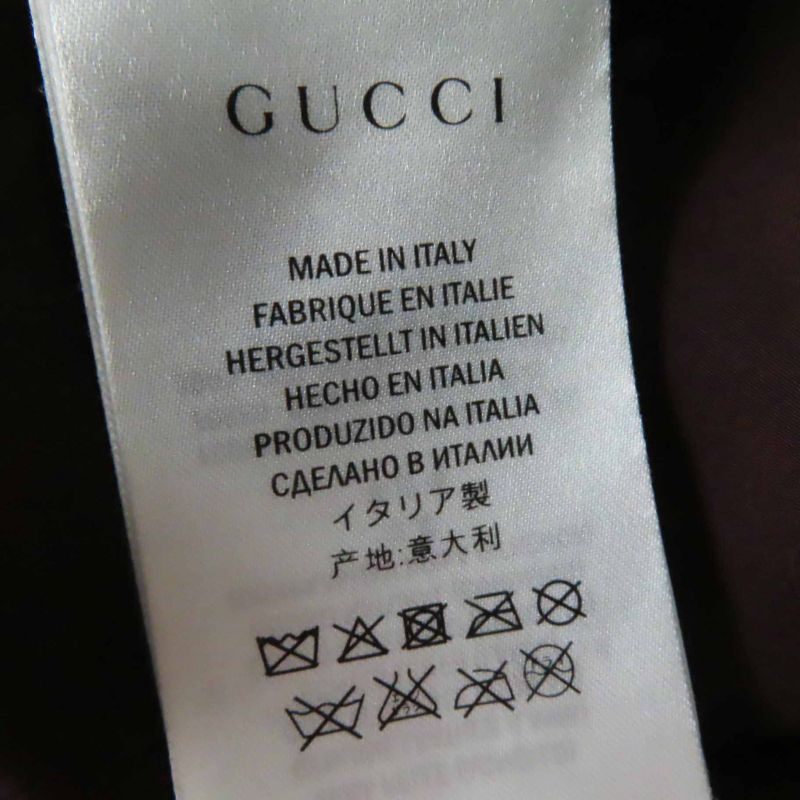 GUCCI
MADE IN ITALY
FABRIQUE EN ITALIE
HERGESTELLT IN ITALIEN
HECHO EN ITALIA
PRODUZIDO NA ITALIA
СДЕЛАНО В ИТАЛИИ
イタリア製
产地:意大利